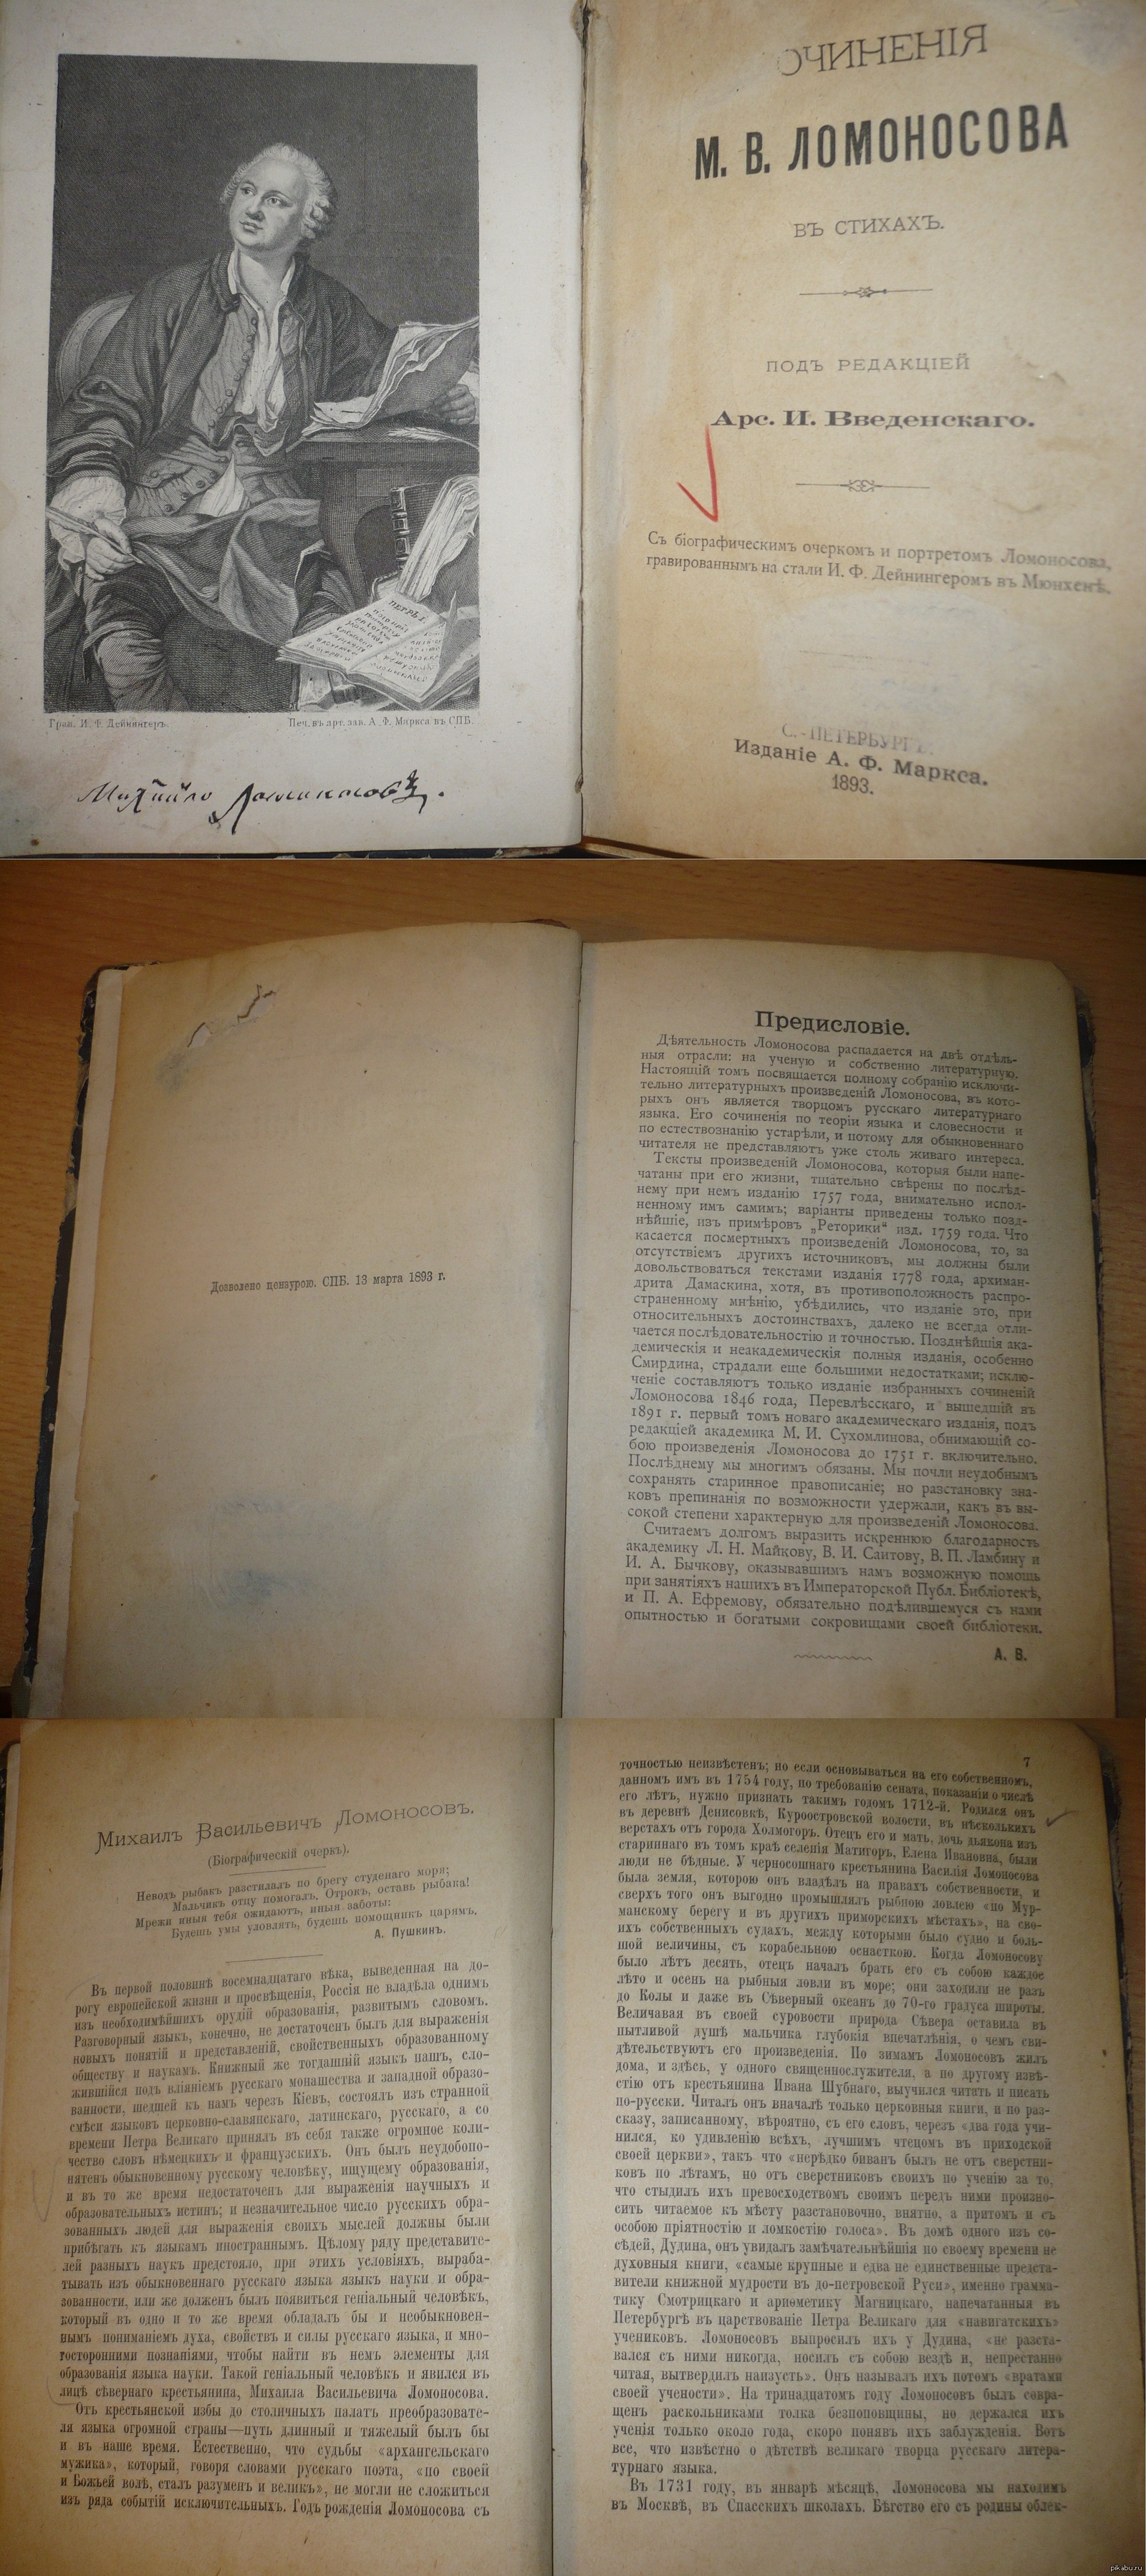 ПЕТРЪ I
Грав. И. Ф. Дейнингеръ.
Печ. въ арт. зав. А. Ф. Маркса въ СПБ.
Михайло Ломоносовъ.
ОЧИНЕНІЯ
М. В. ЛОМОНОСОВА
ВЪ СТИХАХЪ.
ПОДЪ РЕДАКЦІЕЙ
Арс. И. Введенскаго.
Съ біографическимъ очеркомъ и портретомъ Ломоносова,
гравированнымъ на стали И. Ф. Дейнингеромъ въ Мюнхенѣ.
С.-ПЕТЕРБУРГЪ.
Изданіе А. Ф. Маркса.
1893.
Дозволено цензурою. СПБ. 13 марта 1893 г.
Предисловіе.
Дѣятельность Ломоносова распадается на двѣ отдѣль-
ныя отрасли: на ученую и собственно литературную.
Настоящій томъ посвящается полному собранію исключи-
тельно литературныхъ произведеній Ломоносова, въ кото-
рыхъ онъ является творцомъ русскаго литературнаго
языка. Его сочиненія по теоріи языка и словесности и
по естествознанію устарѣли, и потому для обыкновеннаго
читателя не представляютъ уже столь живаго интереса.
Тексты произведеній Ломоносова, которыя были напе-
чатаны при его жизни, тщательно свѣрены по послѣд-
нему при немъ изданію 1757 года, внимательно испол-
ненному имъ самимъ; варіанты приведены только позд-
нѣйшіе, изъ примѣровъ „Реторики“ изд. 1759 года. Что
касается посмертныхъ произведеній Ломоносова, то, за
отсутствіемъ другихъ источниковъ, мы должны были
довольствоваться текстами изданія 1778 года, архиман-
дрита Дамаскина, хотя, въ противоположность распро-
страненному мнѣнію, убѣдились, что изданіе это, при
относительныхъ достоинствахъ, далеко не всегда отли-
чается послѣдовательностію и точностью. Позднѣйшія ака-
демическія и неакадемическія полныя изданія, особенно
Смирдина, страдали еще большими недостатками; исклю-
ченіе составляютъ только изданіе избранныхъ сочиненій
Ломоносова 1846 года, Перевлѣсскаго, и вышедшій въ
1891 г. первый томъ новаго академическаго изданія, подъ
редакціей академика М. И. Сухомлинова, обнимающій со-
бою произведенія Ломоносова до 1751 г. включительно.
Послѣднему мы многимъ обязаны. Мы почли неудобнымъ
сохранять старинное правописаніе; но разстановку зна-
ковъ препинанія по возможности удержали, какъ въ вы-
сокой степени характерную для произведеній Ломоносова.
Считаемъ долгомъ выразить искреннюю благодарность
академику Л. Н. Майкову, В. И. Саитову, В. П. Ламбину и
И. А. Бычкову, оказывавшимъ намъ возможную помощь
при занятіяхъ нашихъ въ Императорской Публ. Библіотекѣ,
и П. А. Ефремову, обязательно подѣлившемуся съ нами
опытностью и богатыми сокровищами своей библіотеки.
А. В.
Михаилъ Васильевичъ Ломоносовъ.
(Біографическій очеркъ).
Неводъ рыбакъ разстилалъ по брегу студенаго моря;
Мальчикъ отцу помогалъ. Отрокъ, оставь рыбака!
Мрежи иныя тебя ожидаютъ, иныя заботы:
Будешь умы уловлять, будешь помощникъ царямъ.
А. Пушкинъ.
Въ первой половинѣ восемнадцатаго вѣка, выведенная на до-
рогу европейской жизни и просвѣщенія, Россія не владѣла однимъ
изъ необходимѣйшихъ орудій образованія, развитымъ словомъ.
Разговорный языкъ, конечно, не достаточенъ былъ для выраженія
новыхъ понятій и представленій, свойственныхъ образованному
обществу и наукамъ. Книжный же тогдашній языкъ нашъ, сло-
жившійся подъ вліяніемъ русскаго монашества и западной образо-
ванности, шедшей къ намъ черезъ Кіевъ, состоялъ изъ странной
смѣси языковъ церковно-славянскаго, латинскаго, русскаго, а со
времени Петра Великаго принялъ въ себя также огромное коли-
чество словъ нѣмецкихъ и французскихъ. Онъ былъ неудобопо-
нятенъ обыкновенному русскому человѣку, ищущему образованія,
и въ то же время недостаточенъ для выраженія научныхъ и
образовательныхъ истинъ; и незначительное число русскихъ обра-
зованныхъ людей для выраженія своихъ мыслей должны были
прибѣгать къ языкамъ иностраннымъ. Цѣлому ряду представите-
лей разныхъ наукъ предстояло, при этихъ условіяхъ, выраба-
тывать изъ обыкновеннаго русскаго языка языкъ науки и обра-
зованности, или же долженъ былъ появиться геніальный человѣкъ,
который въ одно и то же время обладалъ бы и необыкновен-
нымъ пониманіемъ духа, свойствъ и силы русскаго языка, и мно-
госторонними познаніями, чтобы найти въ немъ элементы для
образованія языка науки. Такой геніальный человѣкъ и явился въ
лицѣ сѣвернаго крестьянина, Михаила Васильевича Ломоносова.
Отъ крестьянской избы до столичныхъ палатъ преобразовате-
ля языка огромной страны—путь длинный и тяжелый былъ бы
и въ наше время. Естественно, что судьбы «архангельскаго
мужика», который, говоря словами русскаго поэта, «по своей
и Божьей волѣ, сталъ разуменъ и великъ», не могли не сложиться
изъ ряда событій исключительныхъ. Годъ рожденія Ломоносова съ
7
точностью неизвѣстенъ; но если основываться на его собственномъ,
данномъ имъ въ 1754 году, по требованію сената, показаніи о числѣ
его лѣтъ, нужно признать такимъ годомъ 1712-й. Родился онъ
въ деревнѣ Денисовкѣ, Куроостровской волости, въ нѣсколькихъ
верстахъ отъ города Холмогоръ. Отецъ его и мать, дочь дьякона изъ
стариннаго въ томъ краѣ селенія Матигоръ, Елена Ивановна, были
люди не бѣдные. У черносошнаго крестьянина Василія Ломоносова
была земля, которою онъ владѣлъ на правахъ собственности, и
сверхъ того онъ выгодно промышлялъ рыбною ловлею «по Мур-
манскому берегу и въ другихъ приморскихъ мѣстахъ», на сво-
ихъ собственныхъ судахъ, между которыми было судно и боль-
шой величины, съ корабельною оснасткою. Когда Ломоносову
было лѣтъ десять, отецъ началъ брать его съ собою каждое
лѣто и осень на рыбныя ловли въ море; они заходили не разъ
до Колы и даже въ Сѣверный океанъ до 70-го градуса широты.
Величавая въ своей суровости природа Сѣвера оставила въ
пытливой душѣ мальчика глубокія впечатлѣнія, о чемъ сви-
дѣтельствуютъ его произведенія. По зимамъ Ломоносовъ жилъ
дома, и здѣсь, у одного священнослужителя, а по другому извѣ-
стію отъ крестьянина Ивана Шубнаго, выучился читать и писать
по-русски. Читалъ онъ вначалѣ только церковныя книги, и по раз-
сказу, записанному, вѣроятно, съ его словъ, черезъ «два года учи-
нился, ко удивленію всѣхъ, лучшимъ чтецомъ въ приходской
своей церкви», такъ что «нерѣдко биванъ былъ не отъ сверстни-
ковъ по лѣтамъ, но отъ сверстниковъ своихъ по ученію за то,
что стыдилъ ихъ превосходствомъ своимъ передъ ними произно-
сить читаемое къ мѣсту разстановочно, внятно, а притомъ и съ
особою пріятностію и ломкостію голоса». Въ домѣ одного изъ со-
сѣдей, Дудина, онъ увидалъ замѣчательнѣйшія по своему времени не
духовныя книги, «самые крупные и едва не единственные предста-
вители книжной мудрости въ до-петровской Руси», именно грамма-
тику Смотрицкаго и ариѳметику Магницкаго, напечатанныя въ
Петербургѣ въ царствованіе Петра Великаго для «навигатскихъ»
учениковъ. Ломоносовъ выпросилъ ихъ у Дудина, «не разста-
вался съ ними никогда, носилъ съ собою вездѣ и, непрестанно
читая, вытвердилъ наизусть». Онъ называлъ ихъ потомъ «вратами
своей учености». На тринадцатомъ году Ломоносовъ былъ совра-
щенъ раскольниками толка безпоповщины, но держался ихъ
ученія только около года, скоро понявъ ихъ заблужденія. Вотъ
все, что извѣстно о дѣтствѣ великаго творца русскаго литера-
турнаго языка.
Въ 1731 году, въ январѣ мѣсяцѣ, Ломоносова мы находимъ
въ Москвѣ, въ Спасскихъ школахъ. Бѣгство его съ родины облек-
pikabu.ru